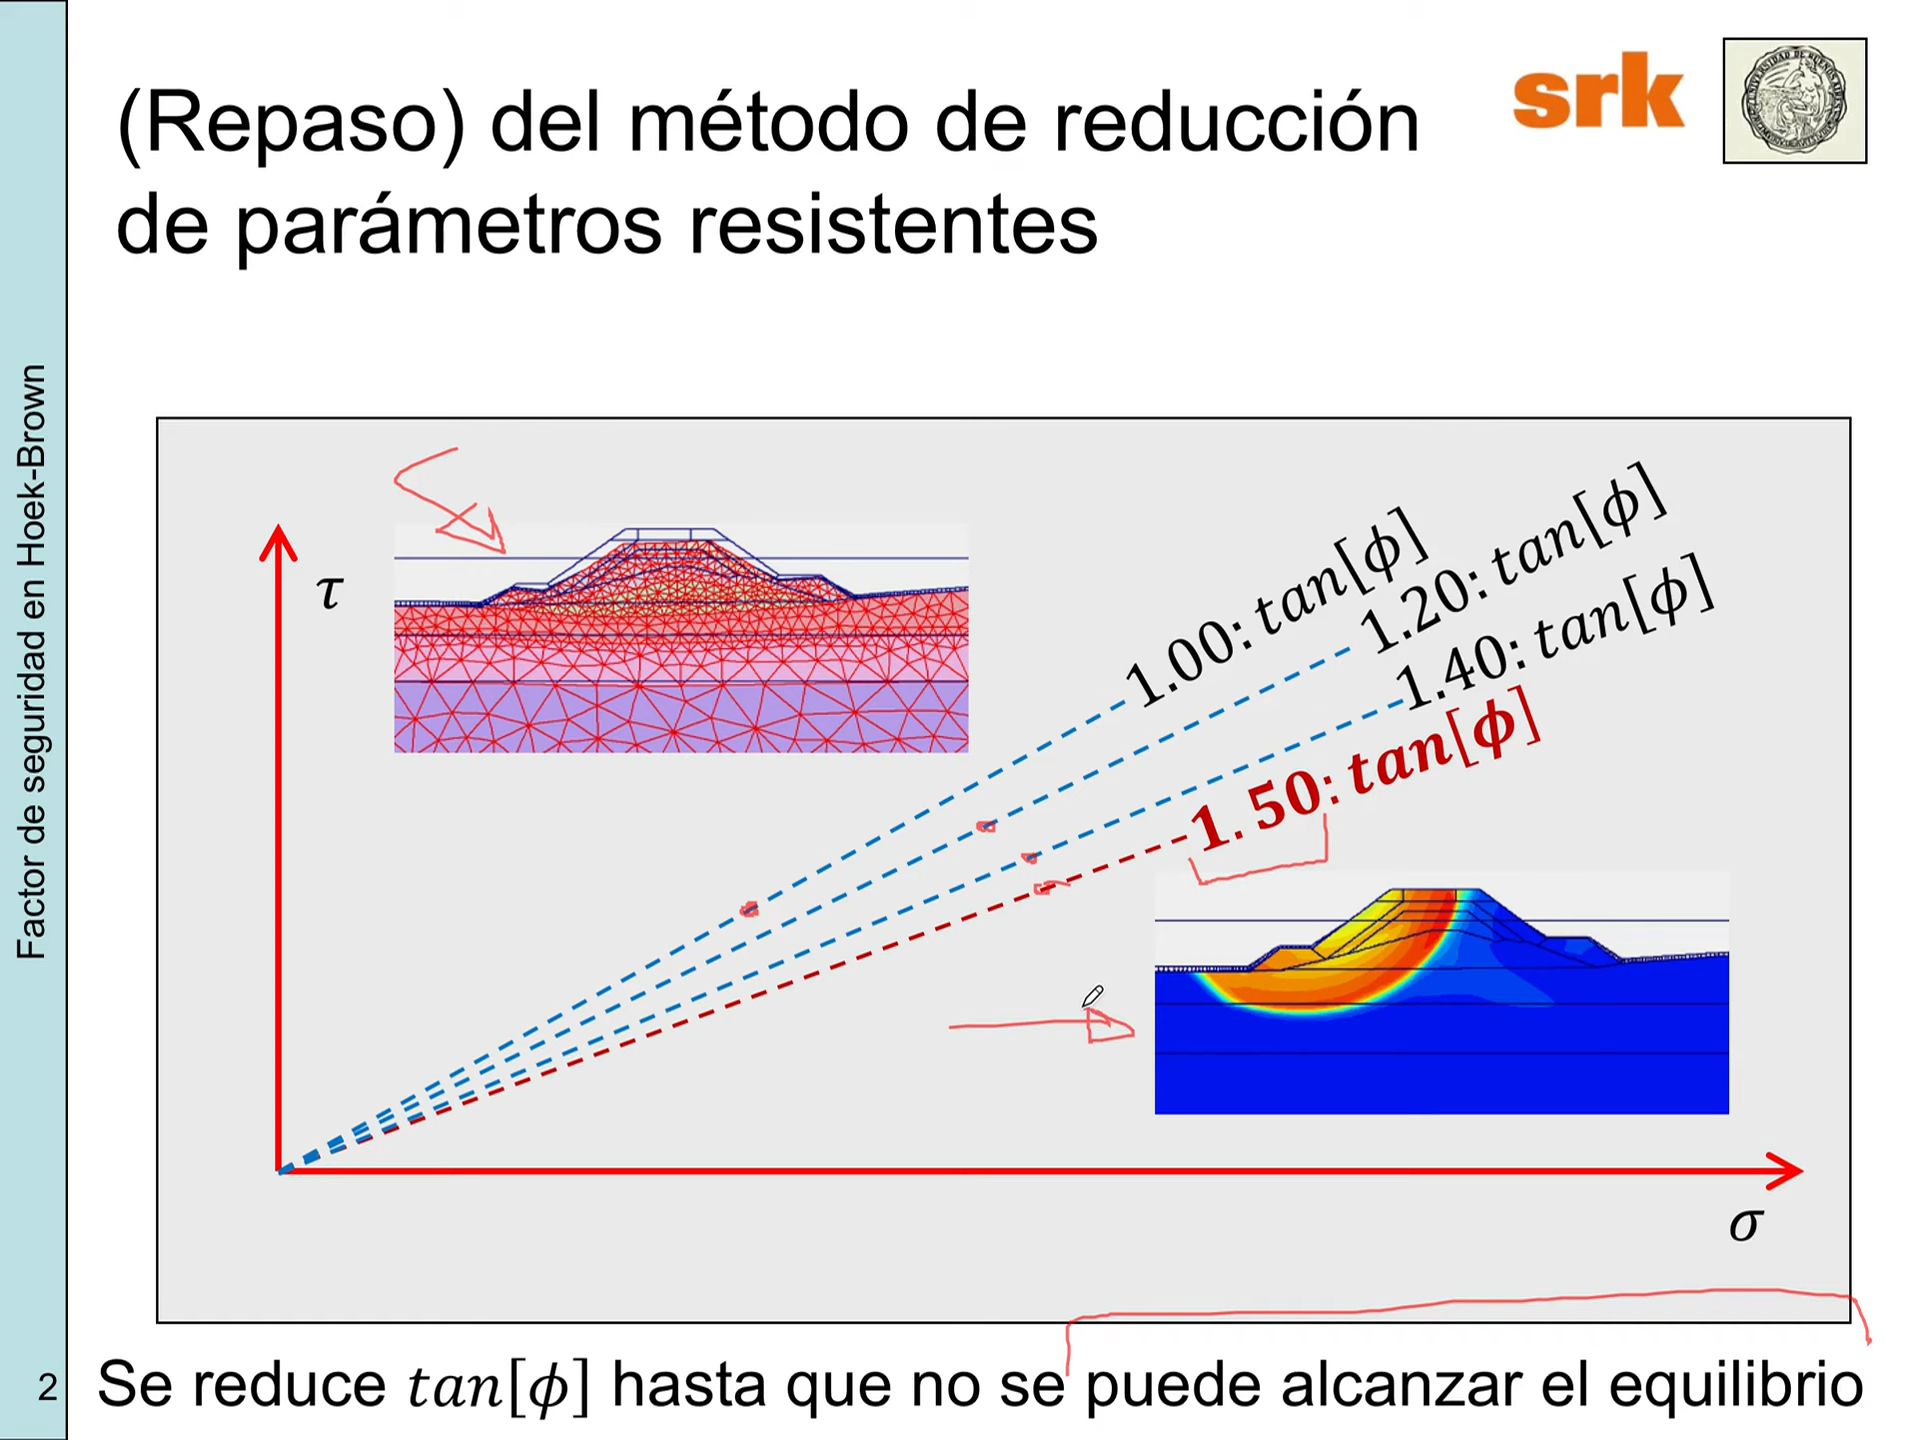 (Repaso) del método de reducción
de parámetros resistentes
srk
Factor de seguridad en Hoek-Brown
τ
1.00: tan[ϕ]
1.20: tan[ϕ]
1.40: tan[ϕ]
1.50: tan[ϕ]
σ
Se reduce tan[ϕ] hasta que no se puede alcanzar el equilibrio
2